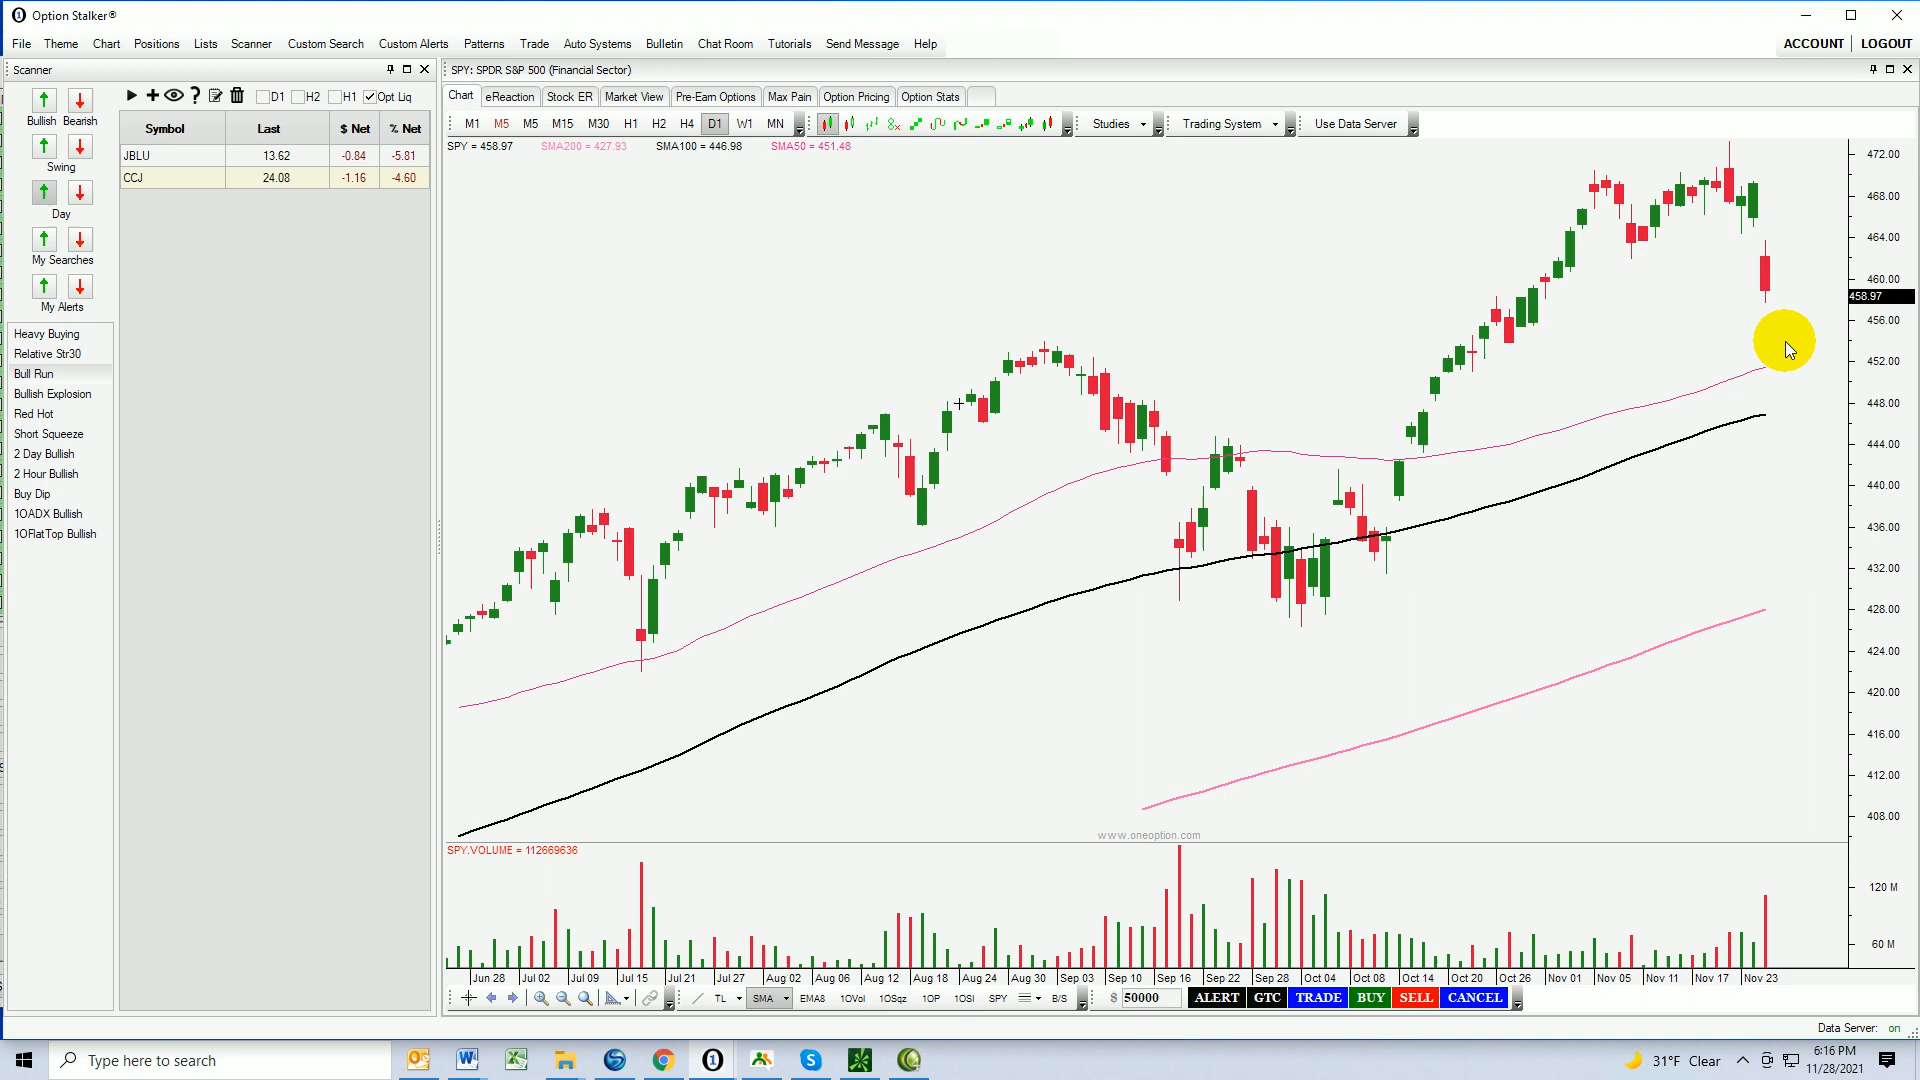 Option Stalker®
File Theme Chart Positions Lists Scanner Custom Search Custom Alerts Patterns Trade Auto Systems Bulletin Chat Room Tutorials Send Message Help ACCOUNT LOGOUT
Scanner
SPY: SPDR S&P 500 (Financial Sector)
Bullish Bearish
Swing
Day
My Searches
My Alerts
Heavy Buying
Relative Str30
Bull Run
Bullish Explosion
Red Hot
Short Squeeze
2 Day Bullish
2 Hour Bullish
Buy Dip
1OADX Bullish
1OFlatTop Bullish
D1 H2 H1 Opt Liq
Symbol Last $ Net % Net
JBLU 13.62 -0.84 -5.81
CCJ 24.08 -1.16 -4.60
Chart eReaction Stock ER Market View Pre-Earn Options Max Pain Option Pricing Option Stats
M1 M5 M5 M15 M30 H1 H2 H4 D1 W1 MN Studies Trading System Use Data Server
SPY = 458.97 SMA200 = 427.93 SMA100 = 446.98 SMA50 = 451.48
472.00
468.00
464.00
460.00
458.97
456.00
452.00
448.00
444.00
440.00
436.00
432.00
428.00
424.00
420.00
416.00
412.00
408.00
www.oneoption.com
SPY.VOLUME = 112669636
120 M
60 M
Jun 28 Jul 02 Jul 09 Jul 15 Jul 21 Jul 27 Aug 02 Aug 06 Aug 12 Aug 18 Aug 24 Aug 30 Sep 03 Sep 10 Sep 16 Sep 22 Sep 28 Oct 04 Oct 08 Oct 14 Oct 20 Oct 26 Nov 01 Nov 05 Nov 11 Nov 17 Nov 23
TL SMA EMA8 1OVol 1OSqz 1OP 1OSI SPY B/S $ 50000 ALERT GTC TRADE BUY SELL CANCEL
Data Server: on
Type here to search
31°F Clear
6:16 PM
11/28/2021